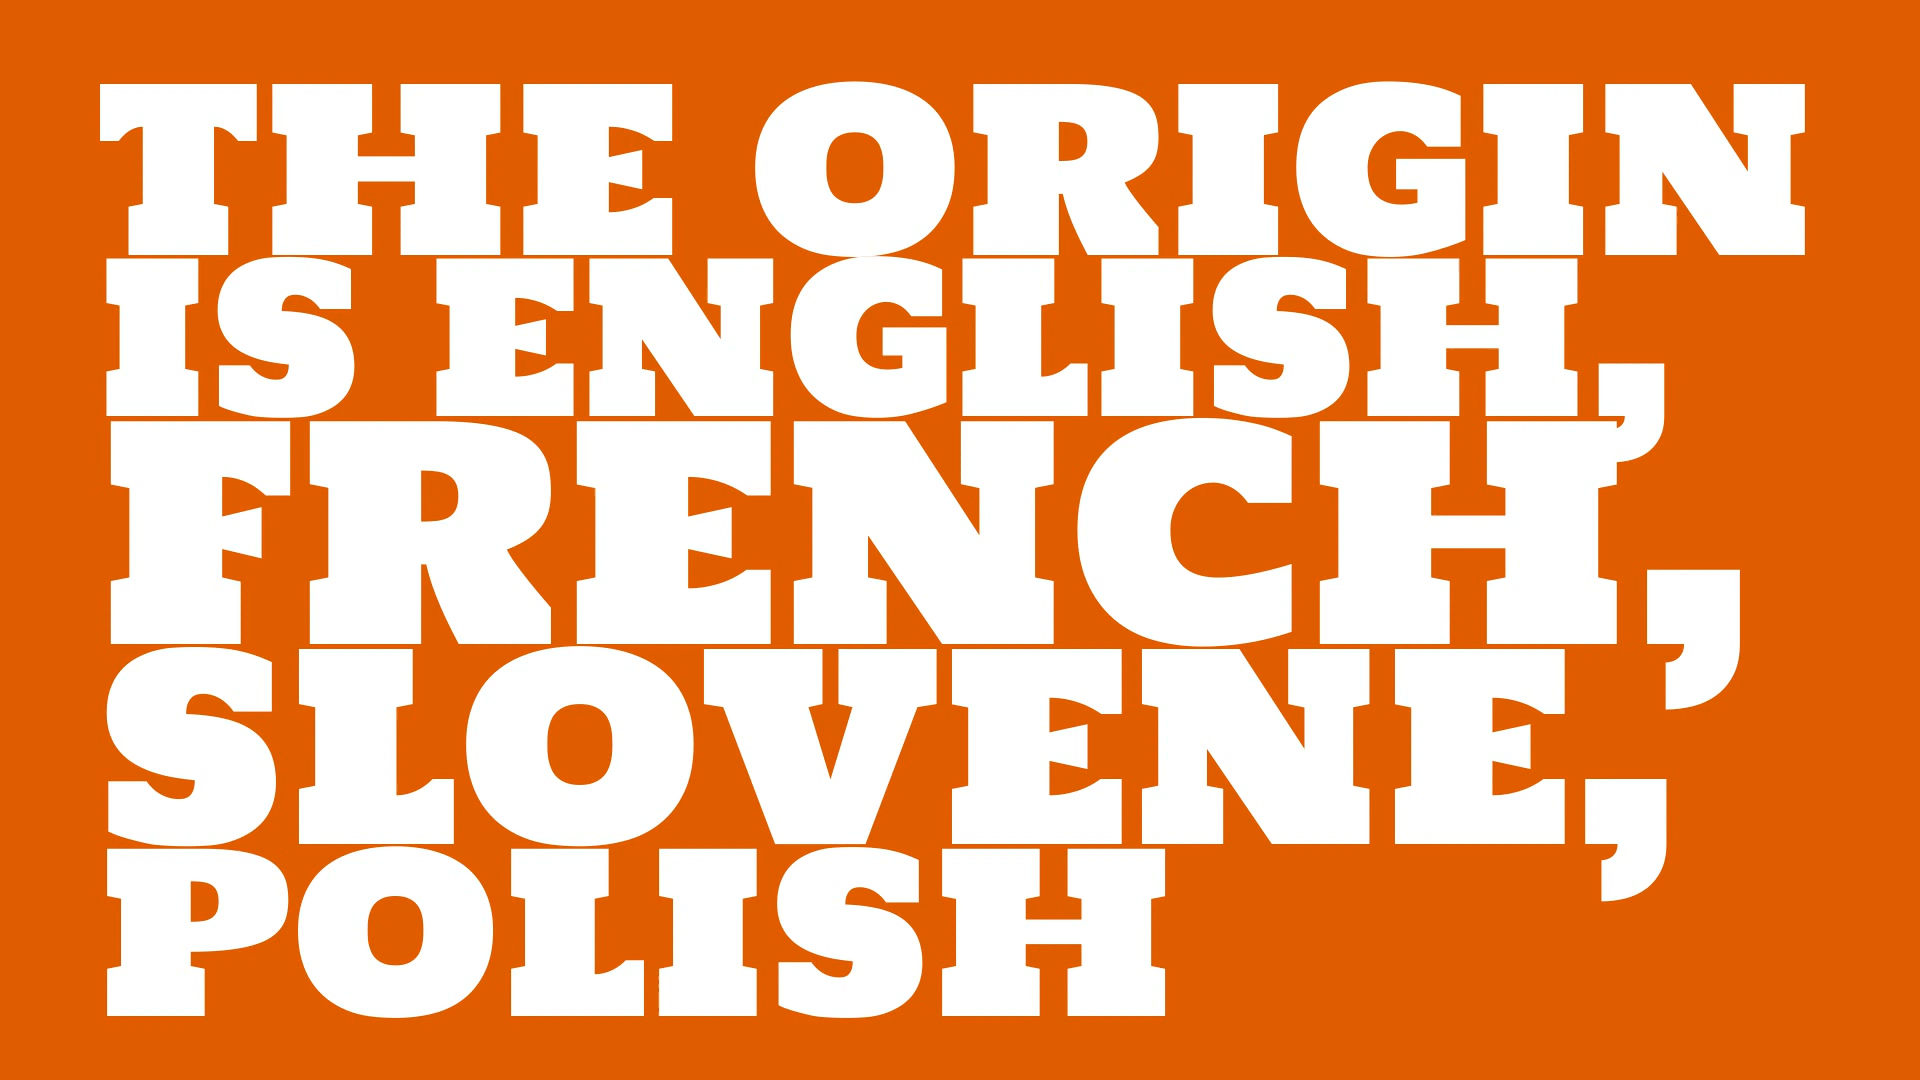 THE ORIGIN
IS ENGLISH,
FRENCH,
SLOVENE,
POLISH